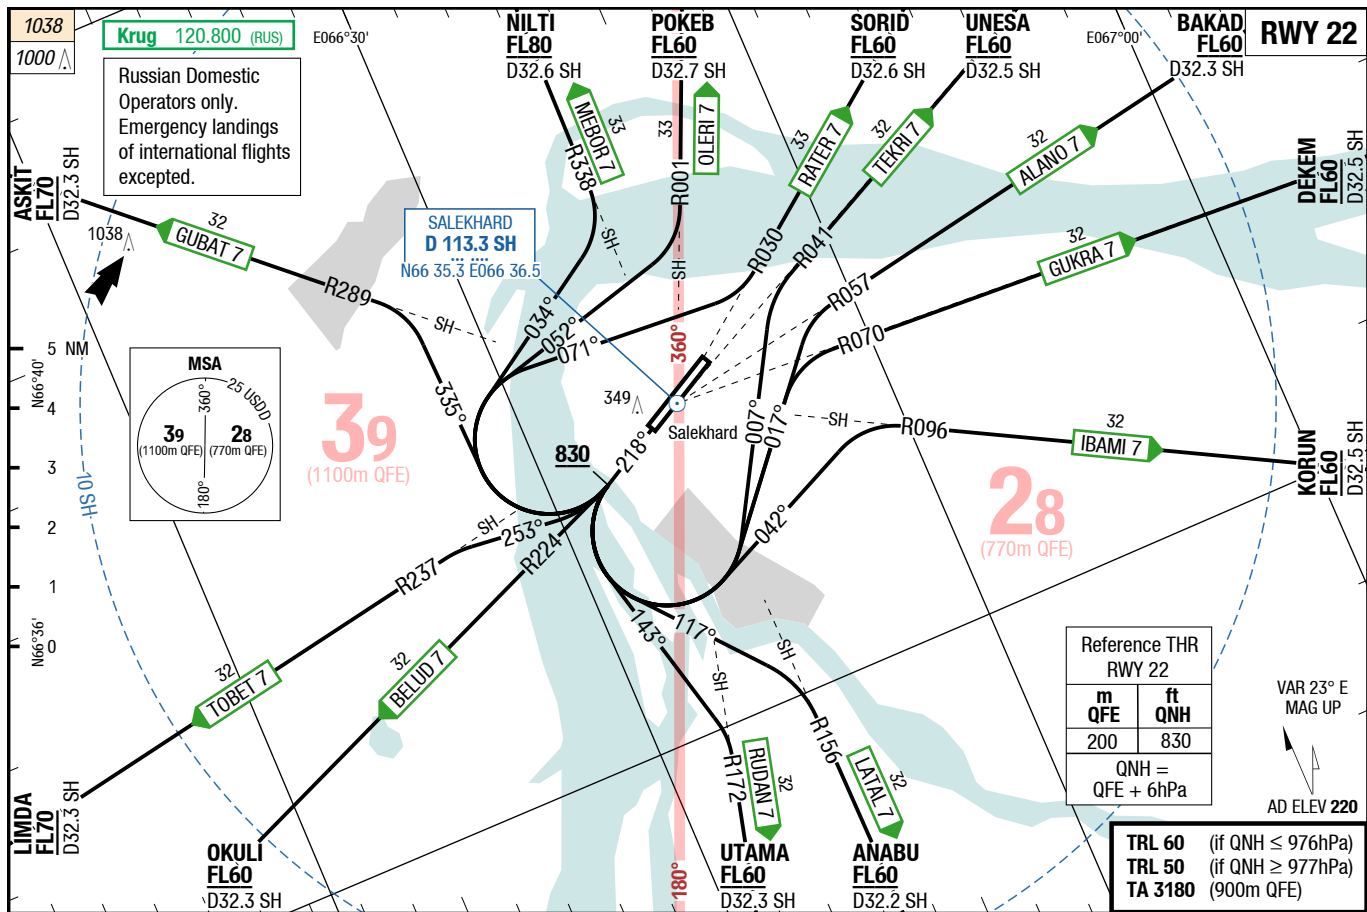 1038
1000
Krug 120.800 (RUS)
Russian Domestic
Operators only.
Emergency landings
of international flights
excepted.
E066°30'
NILTI
FL80
D32.6 SH
POKEB
FL60
D32.7 SH
SORID
FL60
D32.6 SH
UNESA
FL60
D32.5 SH
E067°00'
BAKAD
FL60
D32.3 SH
RWY 22
ASKIT
FL70
D32.3 SH
DEKEM
FL60
D32.5 SH
33
MEBOR 7
33
OLERI 7
33
RATER 7
32
TEKRI 7
32
ALANO 7
32
GUKRA 7
32
GUBAT 7
1038
R338
R001
R030
R041
R057
R070
R289
SH
SH
SH
SALEKHARD
D 113.3 SH
N66 35.3 E066 36.5
034°
052°
071°
360°
335°
007°
017°
349
Salekhard
218°
830
5 NM
4
3
2
1
0
N66°40'
N66°36'
10 SH
MSA
25 USDD
360°
39
(1100m QFE)
28
(770m QFE)
180°
39
(1100m QFE)
28
(770m QFE)
SH
R096
32
IBAMI 7
KORUN
FL60
D32.5 SH
042°
SH
253°
R224
R237
32
TOBET 7
32
BELUD 7
143°
117°
SH
SH
R172
R156
32
RUDAN 7
32
LATAL 7
LIMDA
FL70
D32.3 SH
OKULI
FL60
D32.3 SH
180°
UTAMA
FL60
D32.3 SH
ANABU
FL60
D32.2 SH
Reference THR
RWY 22
m ft
QFE QNH
200 830
QNH =
QFE + 6hPa
VAR 23° E
MAG UP
AD ELEV 220
TRL 60 (if QNH ≤ 976hPa)
TRL 50 (if QNH ≥ 977hPa)
TA 3180 (900m QFE)